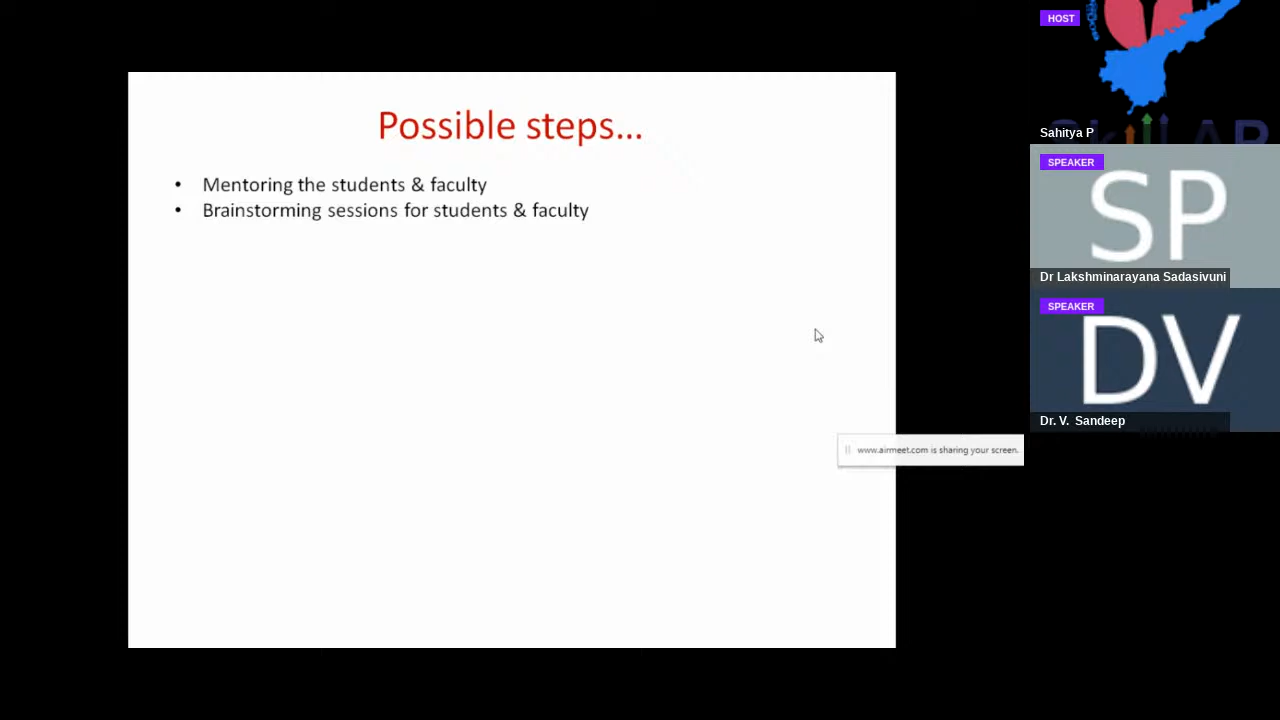 Possible steps...
• Mentoring the students & faculty
• Brainstorming sessions for students & faculty
www.airmeet.com is sharing your screen.
HOST
Sahitya P
SPEAKER
SP
Dr Lakshminarayana Sadasivuni
SPEAKER
DV
Dr. V. Sandeep